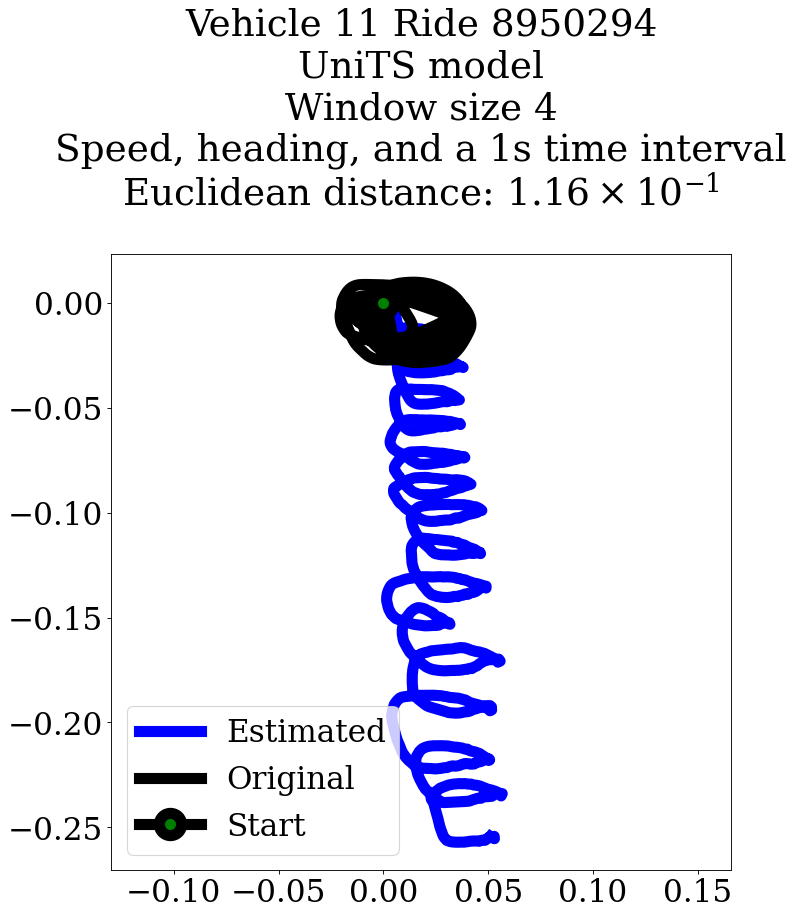 Vehicle 11 Ride 8950294
UniTS model
Window size 4
Speed, heading, and a 1s time interval
Euclidean distance: 1.16 × 10⁻¹
0.00
−0.05
−0.10
−0.15
−0.20
−0.25
Estimated
Original
Start
−0.10 −0.05 0.00 0.05 0.10 0.15